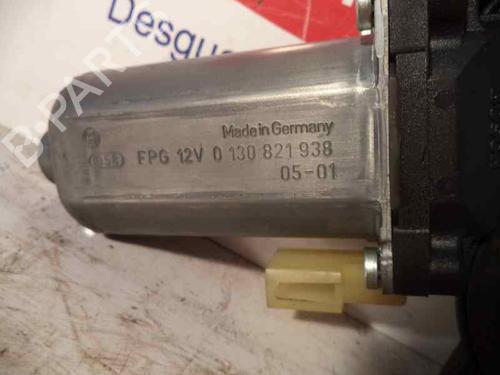 Desgu
B-PARTS
Made in Germany
FPG 12V 0 130 821 938
05-01